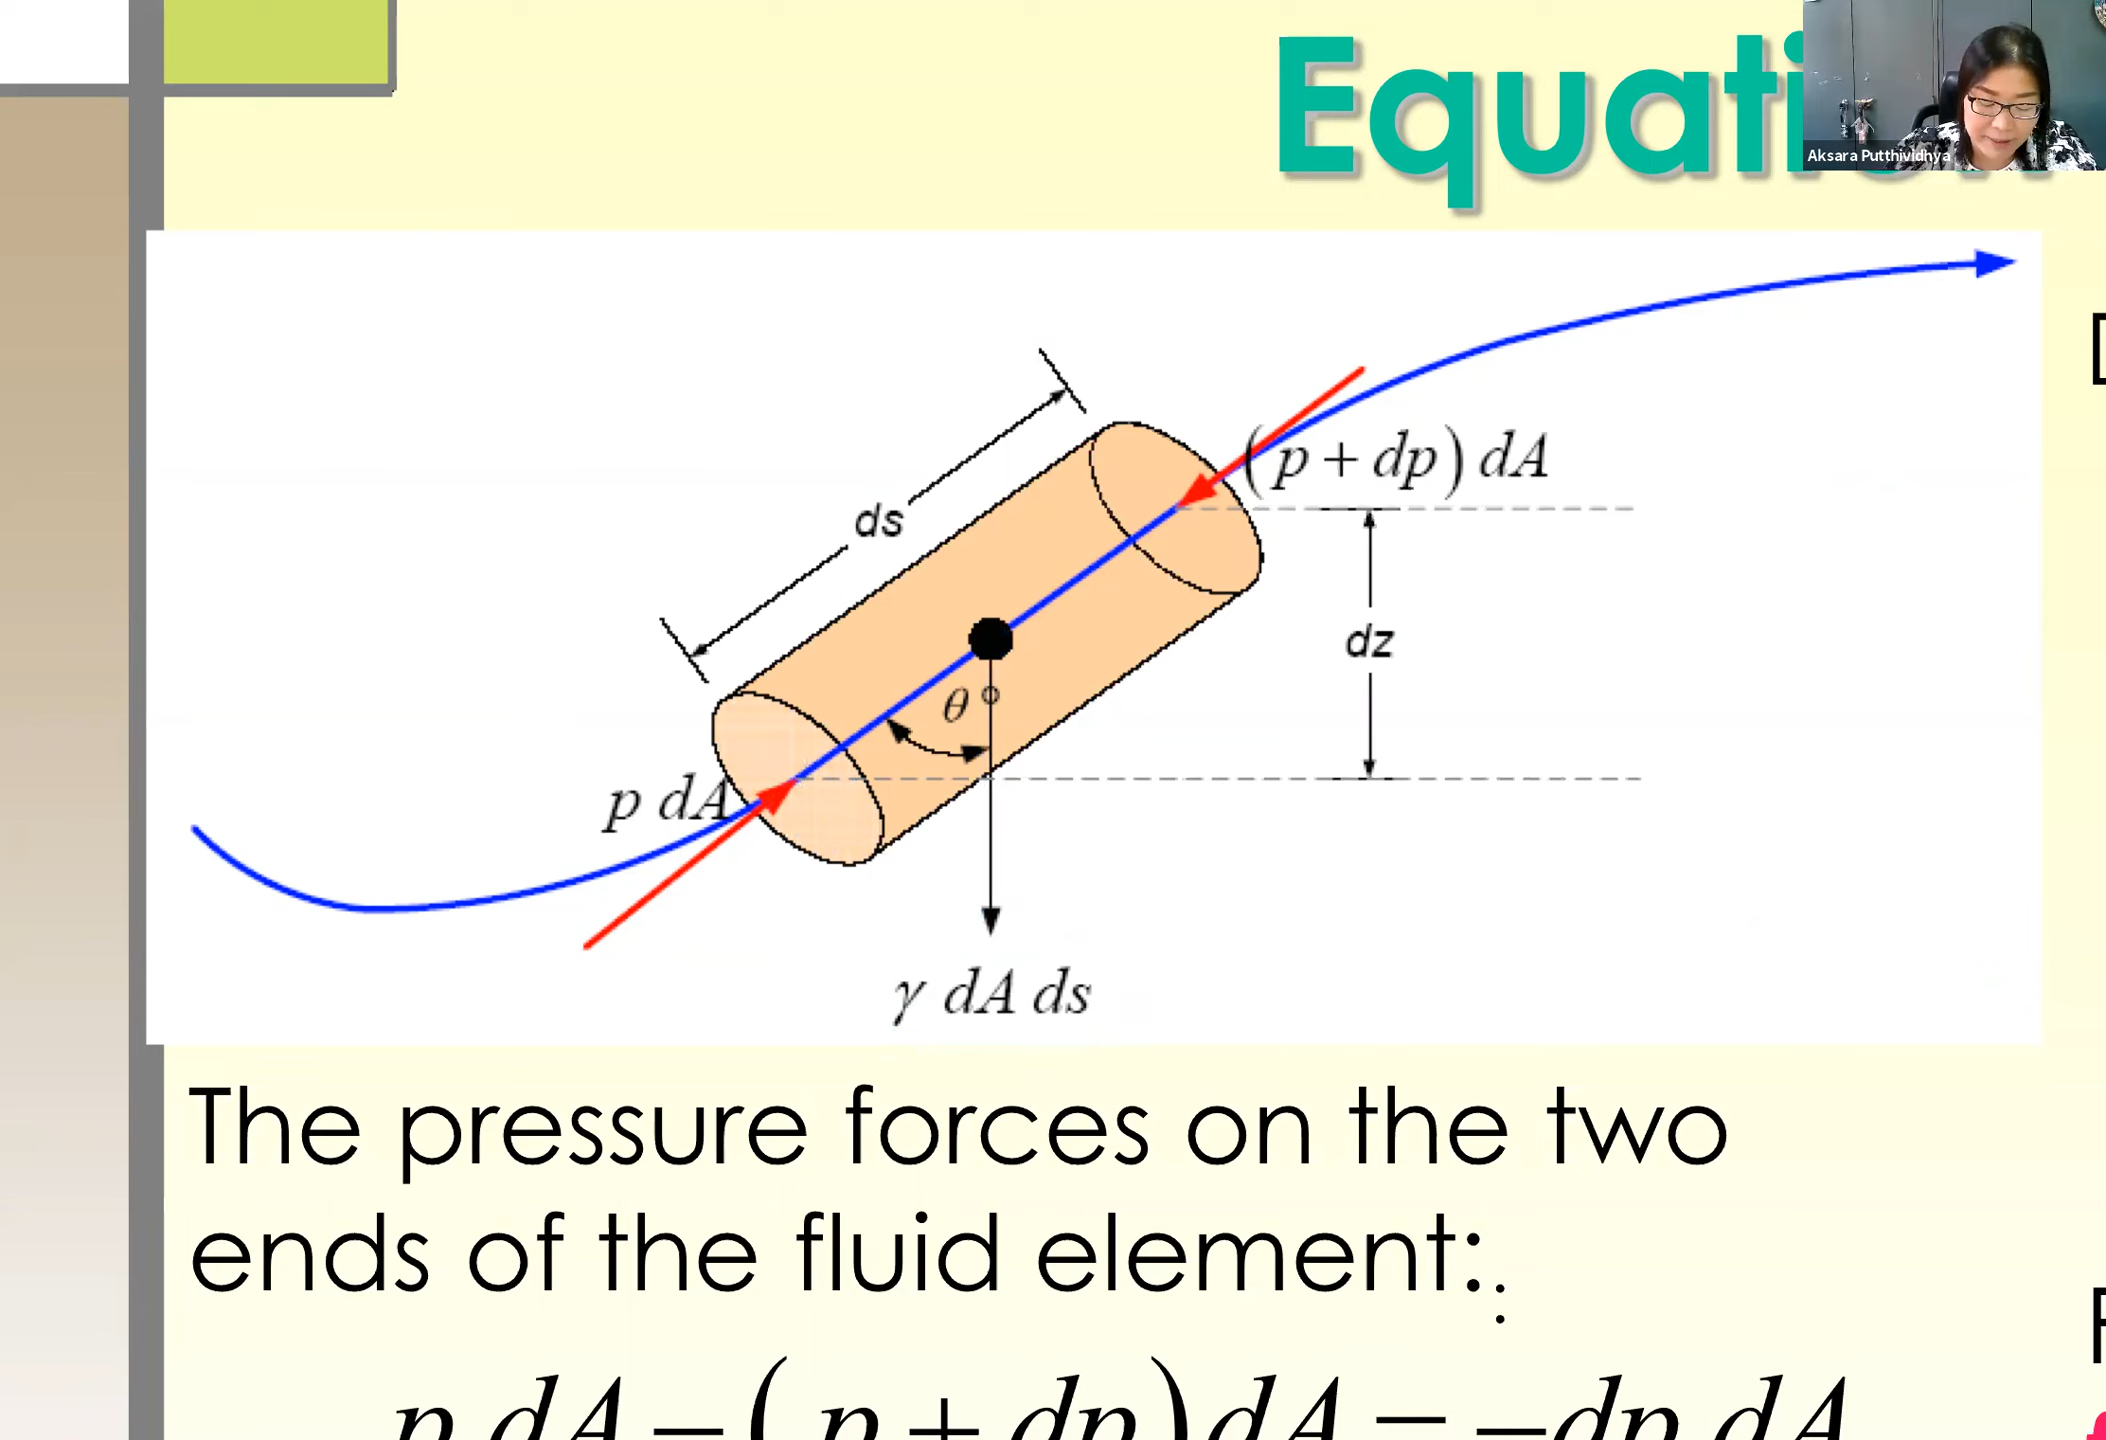 Equation
Aksara Putthividhya
ds
(p + dp) dA
dz
θ °
p dA
γ dA ds
The pressure forces on the two
ends of the fluid element:
:
p dA − (p + dp) dA = −dp dA